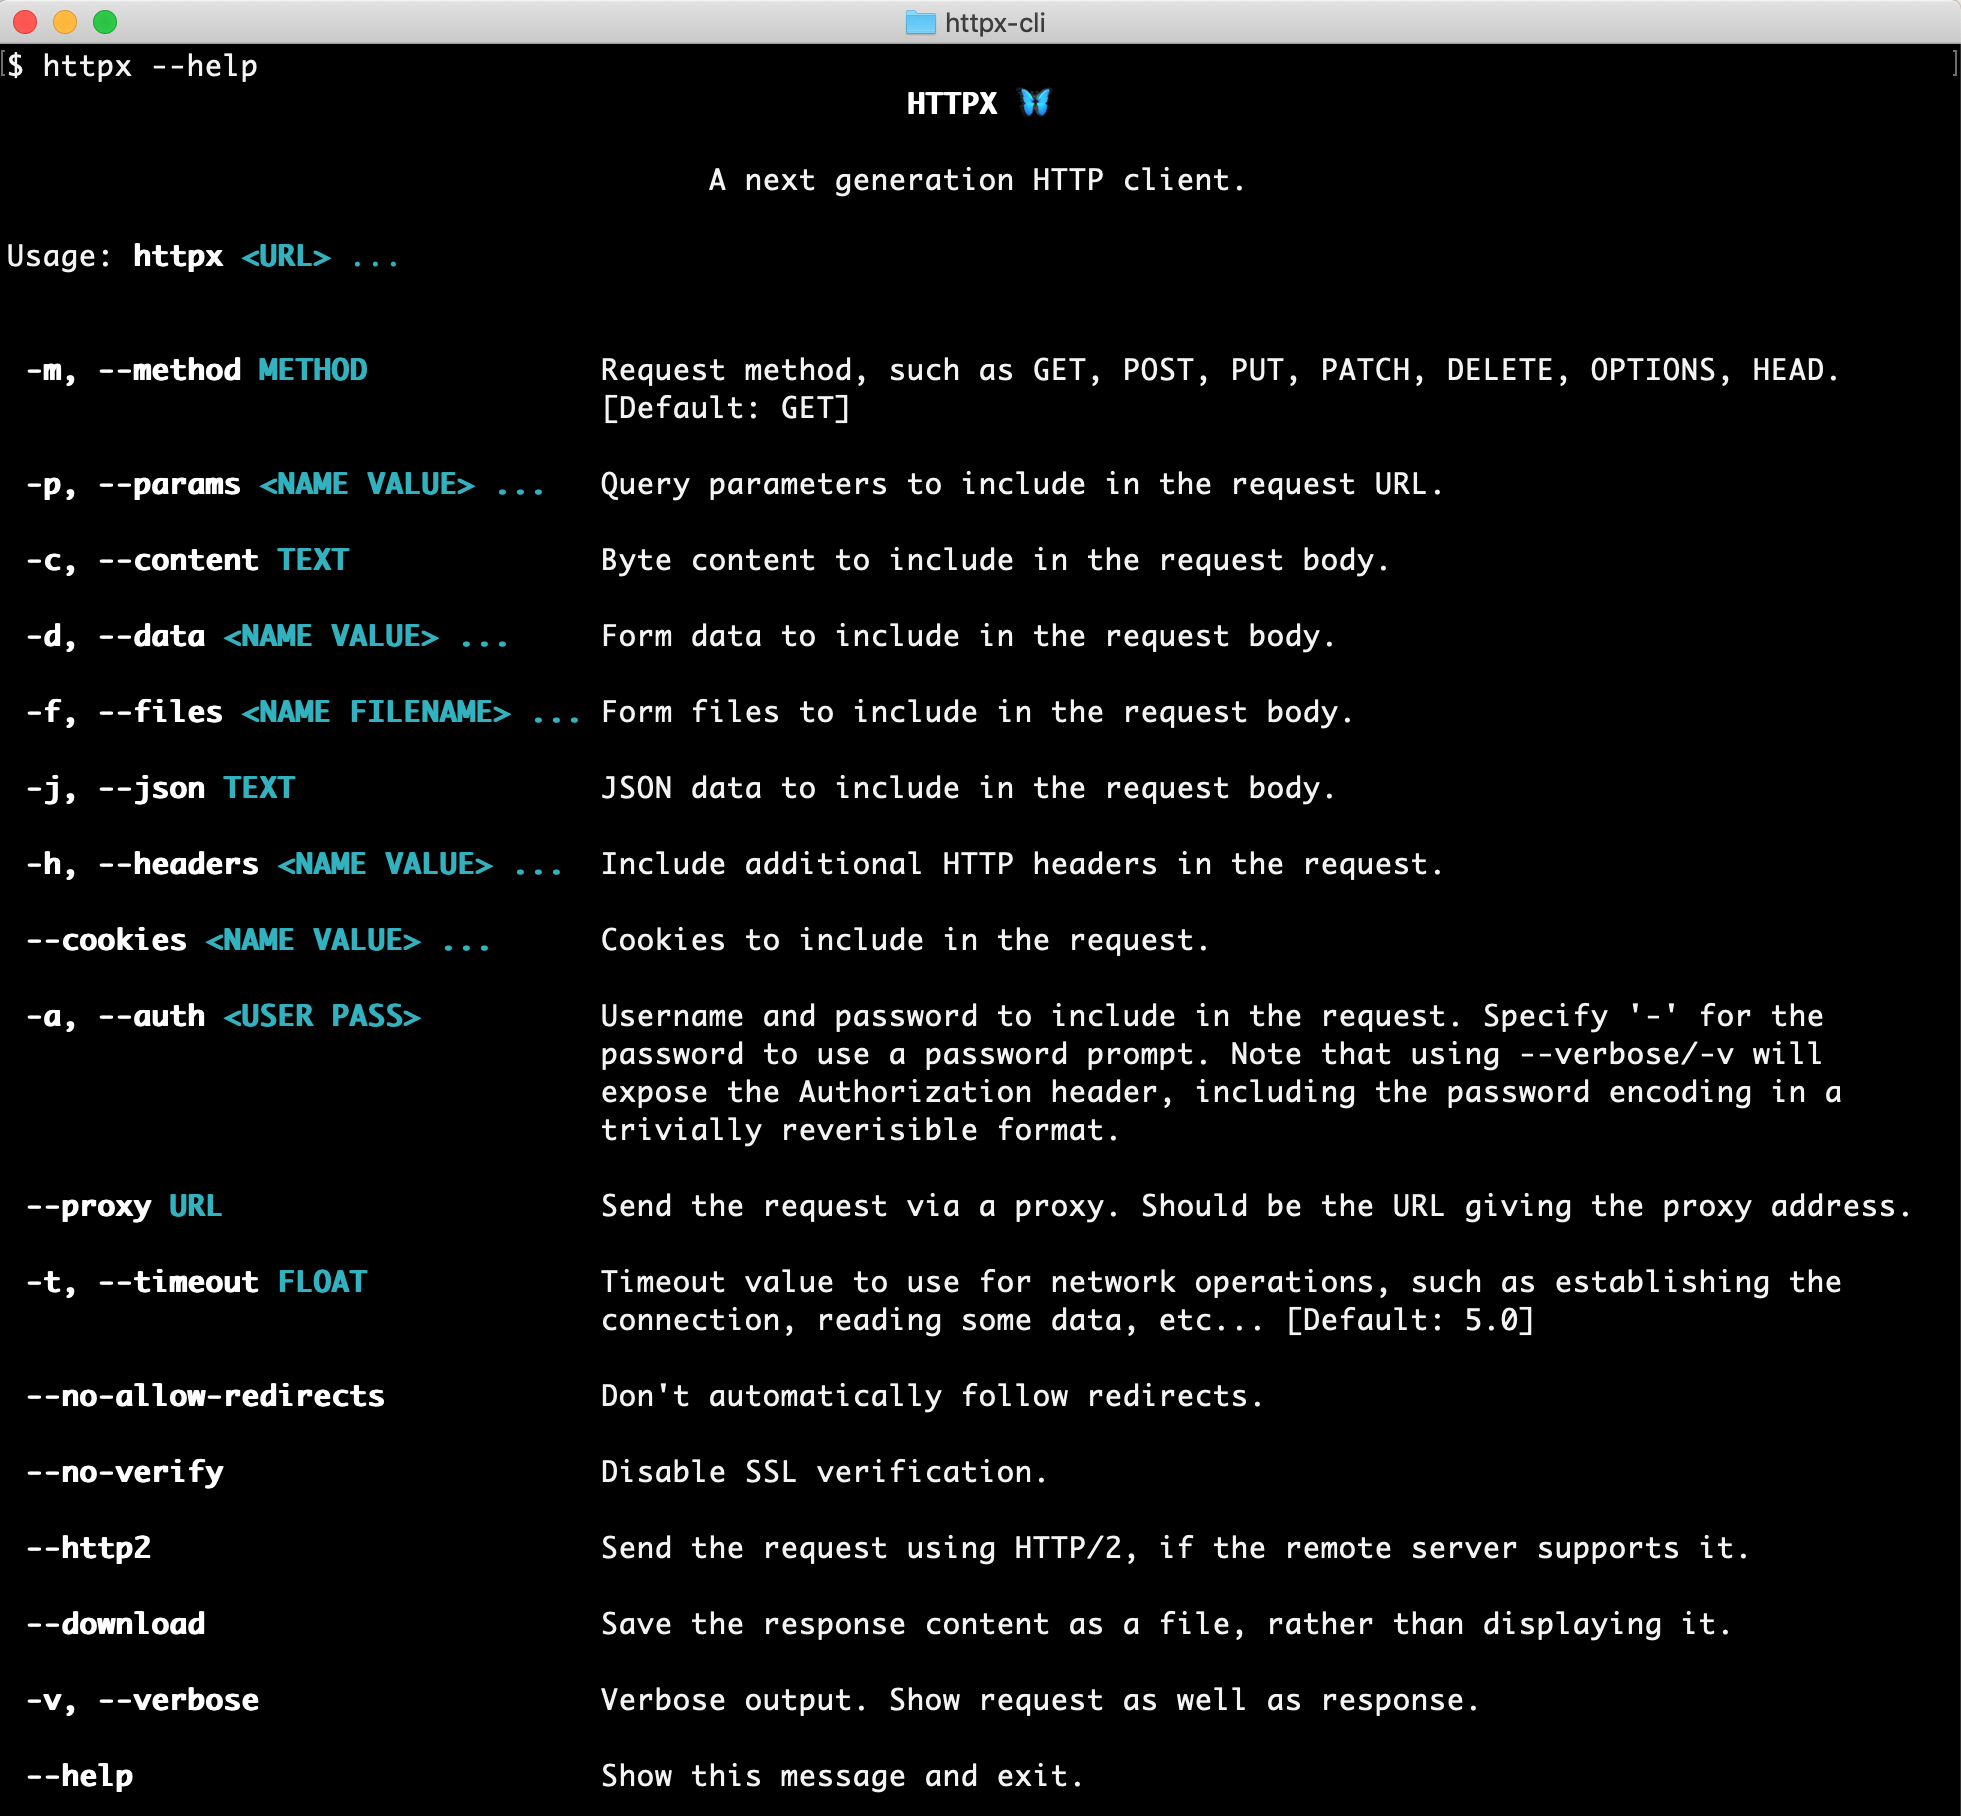 httpx-cli
[$ httpx --help ]
HTTPX 🦋
A next generation HTTP client.
Usage: httpx <URL> ...
-m, --method METHOD Request method, such as GET, POST, PUT, PATCH, DELETE, OPTIONS, HEAD.
[Default: GET]
-p, --params <NAME VALUE> ... Query parameters to include in the request URL.
-c, --content TEXT Byte content to include in the request body.
-d, --data <NAME VALUE> ... Form data to include in the request body.
-f, --files <NAME FILENAME> ... Form files to include in the request body.
-j, --json TEXT JSON data to include in the request body.
-h, --headers <NAME VALUE> ... Include additional HTTP headers in the request.
--cookies <NAME VALUE> ... Cookies to include in the request.
-a, --auth <USER PASS> Username and password to include in the request. Specify '-' for the
password to use a password prompt. Note that using --verbose/-v will
expose the Authorization header, including the password encoding in a
trivially reverisible format.
--proxy URL Send the request via a proxy. Should be the URL giving the proxy address.
-t, --timeout FLOAT Timeout value to use for network operations, such as establishing the
connection, reading some data, etc... [Default: 5.0]
--no-allow-redirects Don't automatically follow redirects.
--no-verify Disable SSL verification.
--http2 Send the request using HTTP/2, if the remote server supports it.
--download Save the response content as a file, rather than displaying it.
-v, --verbose Verbose output. Show request as well as response.
--help Show this message and exit.